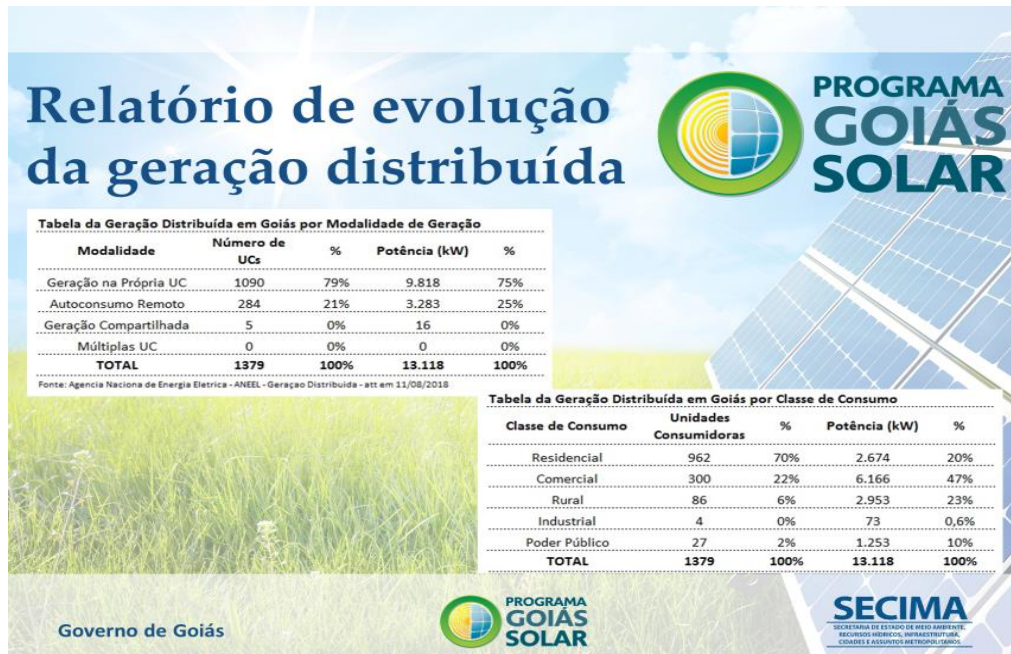 Relatório de evolução
da geração distribuída
PROGRAMA
GOIÁS
SOLAR
Tabela da Geração Distribuída em Goiás por Modalidade de Geração
Modalidade Número de UCs % Potência (kW) %
Geração na Própria UC 1090 79% 9.818 75%
Autoconsumo Remoto 284 21% 3.283 25%
Geração Compartilhada 5 0% 16 0%
Múltiplas UC 0 0% 0 0%
TOTAL 1379 100% 13.118 100%
Fonte: Agencia Naciona de Energia Eletrica - ANEEL - Geraçao Distribuida - att em 11/08/2018
Tabela da Geração Distribuída em Goiás por Classe de Consumo
Classe de Consumo Unidades Consumidoras % Potência (kW) %
Residencial 962 70% 2.674 20%
Comercial 300 22% 6.166 47%
Rural 86 6% 2.953 23%
Industrial 4 0% 73 0,6%
Poder Público 27 2% 1.253 10%
TOTAL 1379 100% 13.118 100%
Governo de Goiás
PROGRAMA
GOIÁS
SOLAR
SECIMA
SECRETARIA DE ESTADO DE MEIO AMBIENTE,
RECURSOS HÍDRICOS, INFRAESTRUTURA,
CIDADES E ASSUNTOS METROPOLITANOS